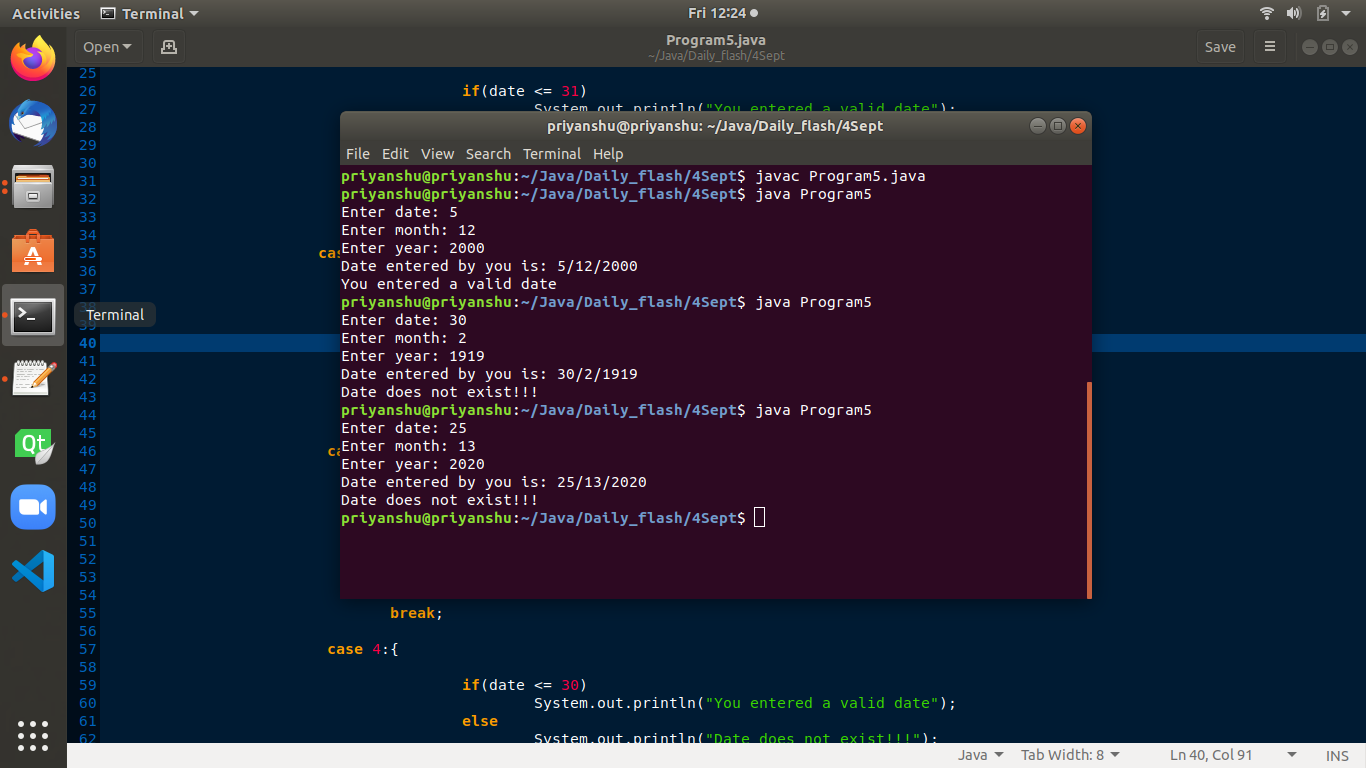 Activities Terminal Fri 12:24
Open Program5.java Save
~/Java/Daily_flash/4Sept
25
26 if(date <= 31)
27 System.out.println("You entered a valid date");
28
29
30
31
32
33
34
35
36
37
38
39
40
41
42
43
44
45
46
47
48
49
50
51
52
53
54
55 break;
56
57 case 4:{
58
59 if(date <= 30)
60 System.out.println("You entered a valid date");
61 else
62 System.out.println("Date does not exist!!!");
Terminal
priyanshu@priyanshu: ~/Java/Daily_flash/4Sept
File Edit View Search Terminal Help
priyanshu@priyanshu:~/Java/Daily_flash/4Sept$ javac Program5.java
priyanshu@priyanshu:~/Java/Daily_flash/4Sept$ java Program5
Enter date: 5
Enter month: 12
Enter year: 2000
Date entered by you is: 5/12/2000
You entered a valid date
priyanshu@priyanshu:~/Java/Daily_flash/4Sept$ java Program5
Enter date: 30
Enter month: 2
Enter year: 1919
Date entered by you is: 30/2/1919
Date does not exist!!!
priyanshu@priyanshu:~/Java/Daily_flash/4Sept$ java Program5
Enter date: 25
Enter month: 13
Enter year: 2020
Date entered by you is: 25/13/2020
Date does not exist!!!
priyanshu@priyanshu:~/Java/Daily_flash/4Sept$
Qt
Java Tab Width: 8 Ln 40, Col 91 INS